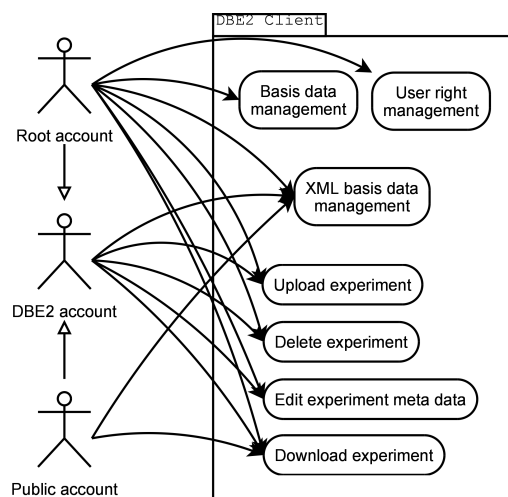 DBE2 Client
Basis data
management
User right
management
Root account
XML basis data
management
DBE2 account
Upload experiment
Delete experiment
Edit experiment meta data
Download experiment
Public account